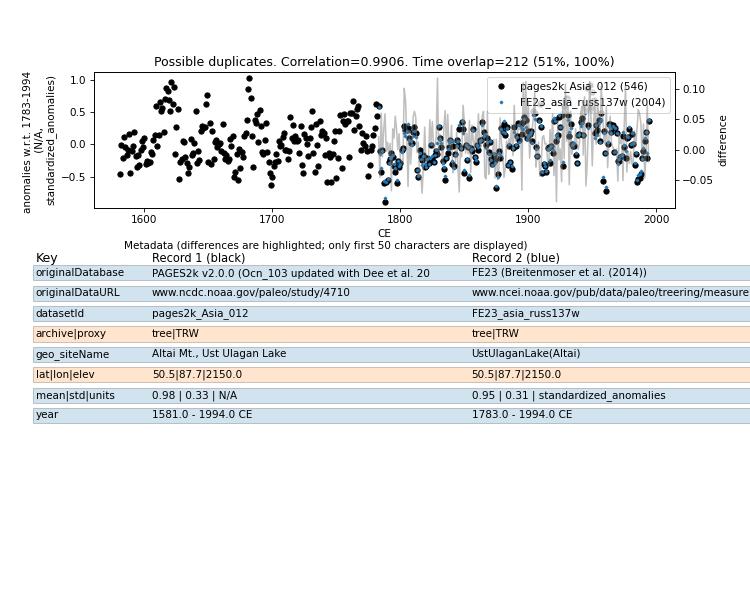 Possible duplicates. Correlation=0.9906. Time overlap=212 (51%, 100%)
anomalies w.r.t. 1783-1994
(N/A,
standardized_anomalies)
1.0
0.5
0.0
−0.5
pages2k_Asia_012 (546)
FE23_asia_russ137w (2004)
0.10
0.05
0.00
−0.05
difference
1600 1700 1800 1900 2000
CE
Metadata (differences are highlighted; only first 50 characters are displayed)
Key Record 1 (black) Record 2 (blue)
originalDatabase PAGES2k v2.0.0 (Ocn_103 updated with Dee et al. 20 FE23 (Breitenmoser et al. (2014))
originalDataURL www.ncdc.noaa.gov/paleo/study/4710 www.ncei.noaa.gov/pub/data/paleo/treering/measure
datasetId pages2k_Asia_012 FE23_asia_russ137w
archive|proxy tree|TRW tree|TRW
geo_siteName Altai Mt., Ust Ulagan Lake UstUlaganLake(Altai)
lat|lon|elev 50.5|87.7|2150.0 50.5|87.7|2150.0
mean|std|units 0.98 | 0.33 | N/A 0.95 | 0.31 | standardized_anomalies
year 1581.0 - 1994.0 CE 1783.0 - 1994.0 CE